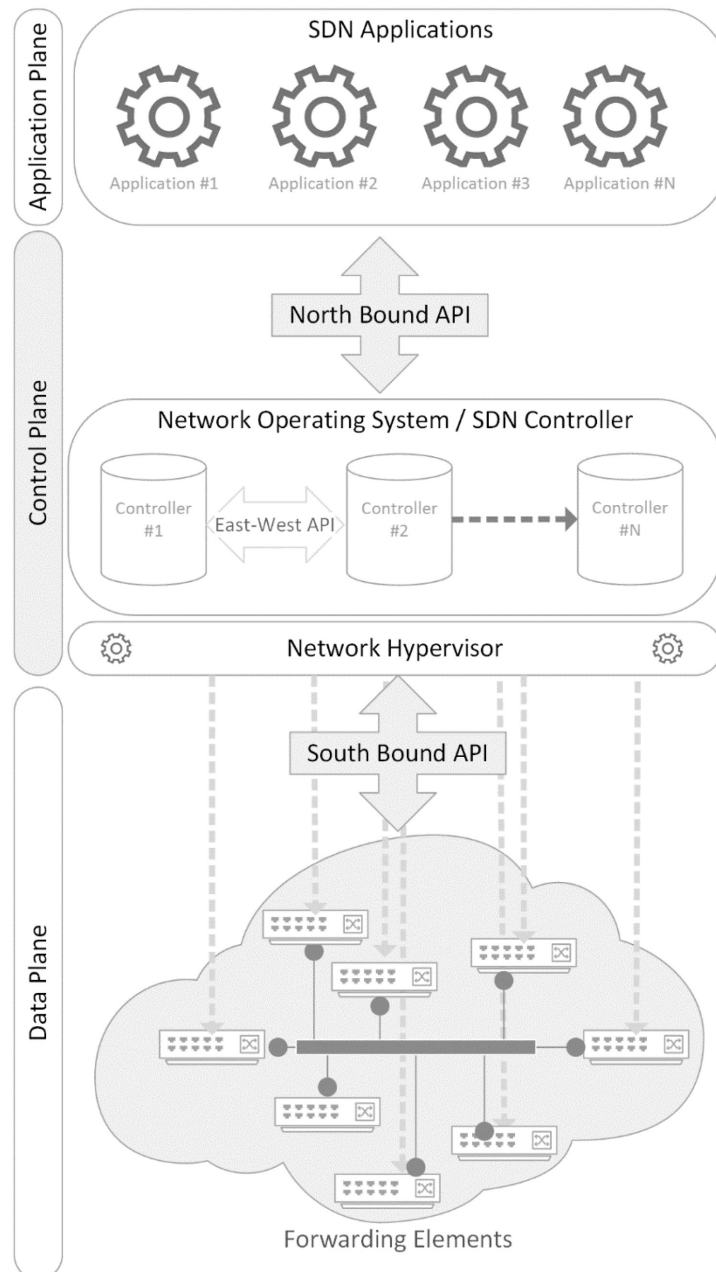 Application Plane
SDN Applications
Application #1
Application #2
Application #3
Application #N
North Bound API
Control Plane
Network Operating System / SDN Controller
Controller
#1
East-West API
Controller
#2
Controller
#N
Network Hypervisor
South Bound API
Data Plane
Forwarding Elements